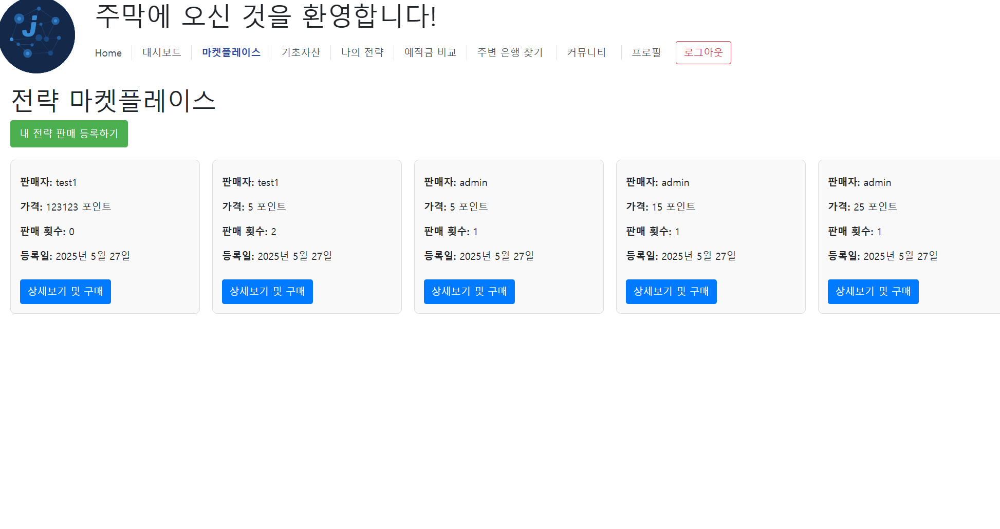 j
주막에 오신 것을 환영합니다!
Home 대시보드 마켓플레이스 기초자산 나의 전략 예적금 비교 주변 은행 찾기 커뮤니티 프로필 로그아웃
전략 마켓플레이스
내 전략 판매 등록하기
판매자: test1
가격: 123123 포인트
판매 횟수: 0
등록일: 2025년 5월 27일
상세보기 및 구매
판매자: test1
가격: 5 포인트
판매 횟수: 2
등록일: 2025년 5월 27일
상세보기 및 구매
판매자: admin
가격: 5 포인트
판매 횟수: 1
등록일: 2025년 5월 27일
상세보기 및 구매
판매자: admin
가격: 15 포인트
판매 횟수: 1
등록일: 2025년 5월 27일
상세보기 및 구매
판매자: admin
가격: 25 포인트
판매 횟수: 1
등록일: 2025년 5월 27일
상세보기 및 구매